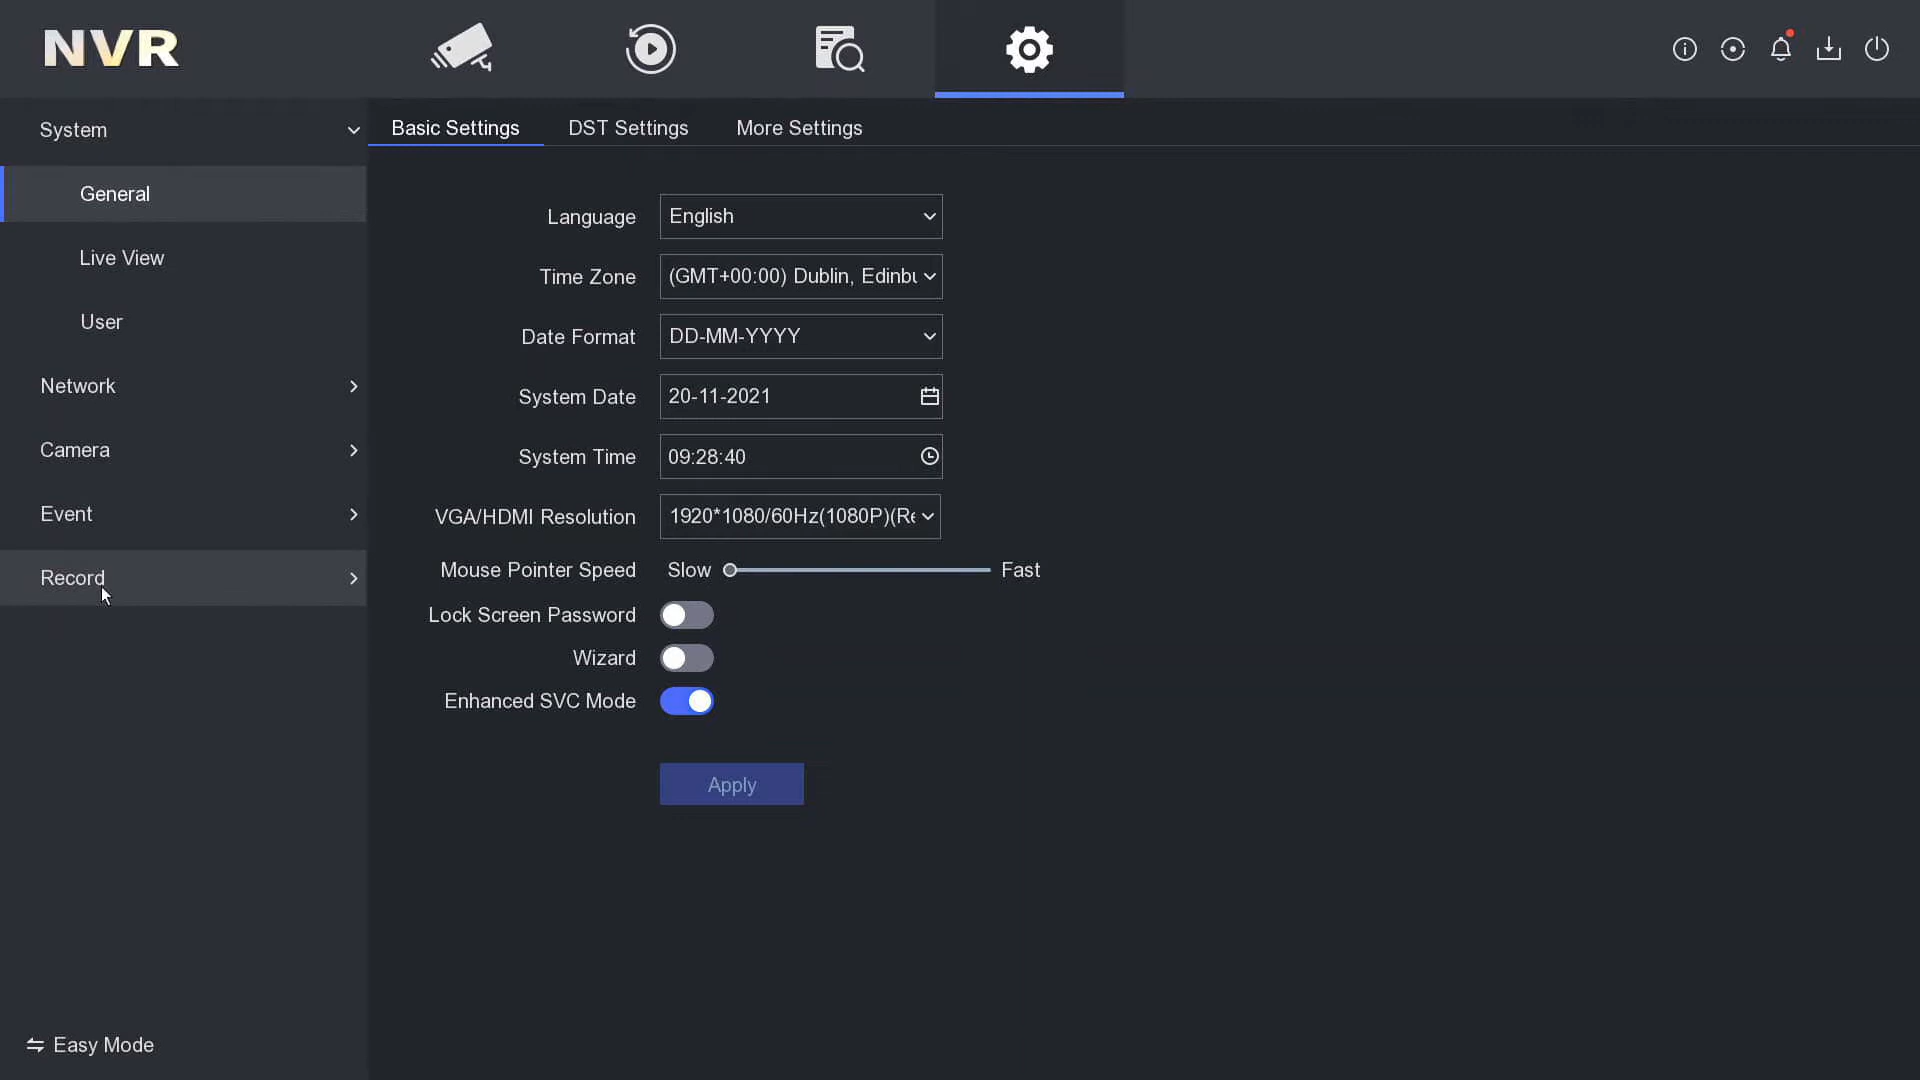 NVR
System
General
Live View
User
Network
Camera
Event
Record
Easy Mode
Basic Settings
DST Settings
More Settings
Language
English
Time Zone
(GMT+00:00) Dublin, Edinbu
Date Format
DD-MM-YYYY
System Date
20-11-2021
System Time
09:28:40
VGA/HDMI Resolution
1920*1080/60Hz(1080P)(Re
Mouse Pointer Speed
Slow
Fast
Lock Screen Password
Wizard
Enhanced SVC Mode
Apply